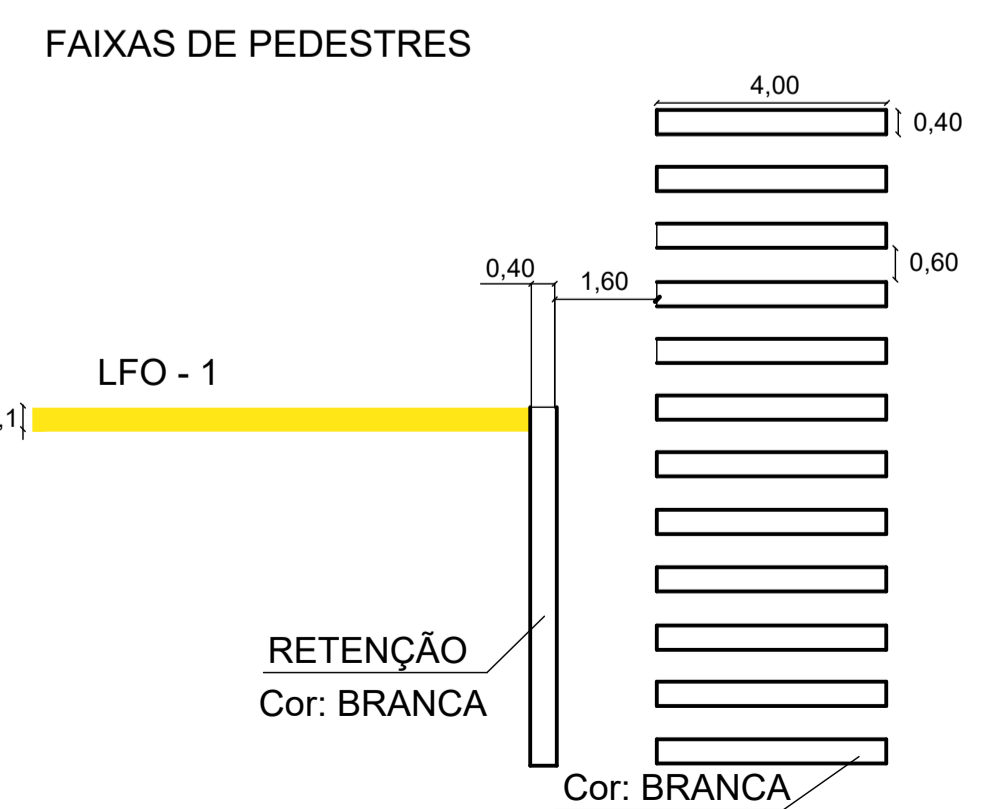 FAIXAS DE PEDESTRES
4,00
0,40
0,60
0,40
1,60
LFO - 1
,1
RETENÇÃO
Cor: BRANCA
Cor: BRANCA